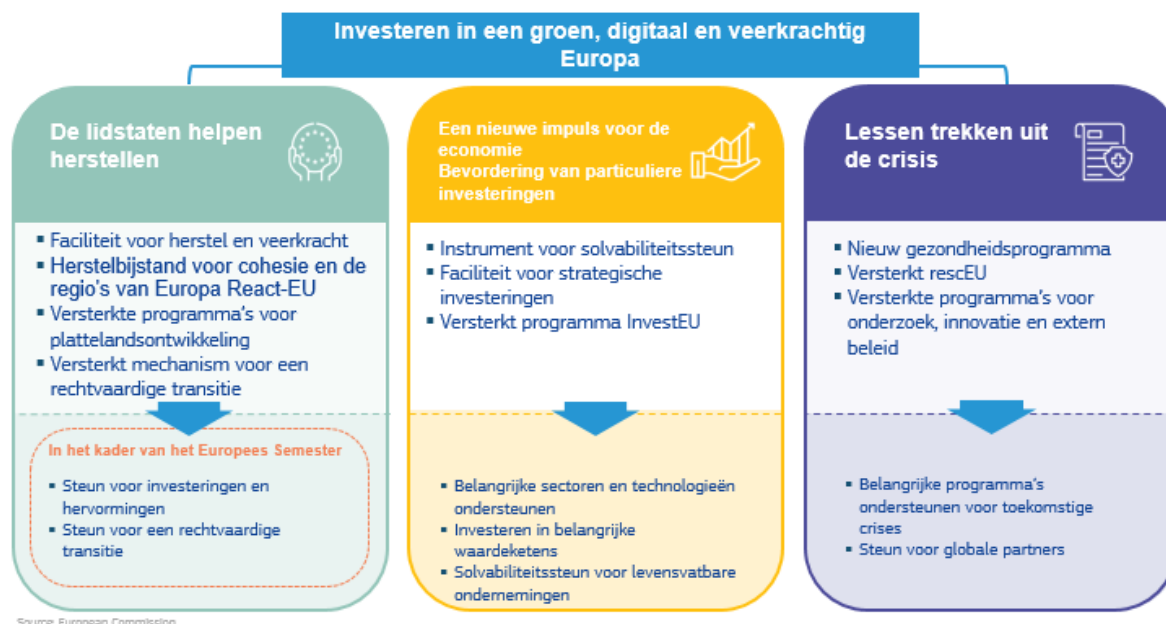 Investeren in een groen, digitaal en veerkrachtig
Europa
De lidstaten helpen
herstellen
▪ Faciliteit voor herstel en veerkracht
▪ Herstelbijstand voor cohesie en de
regio's van Europa React-EU
▪ Versterkte programma's voor
plattelandsontwikkeling
▪ Versterkt mechanism voor een
rechtvaardige transitie
In het kader van het Europees Semester
▪ Steun voor investeringen en
hervormingen
▪ Steun voor een rechtvaardige
transitie
Een nieuwe impuls voor de
economie
Bevordering van particuliere
investeringen
▪ Instrument voor solvabiliteitssteun
▪ Faciliteit voor strategische
investeringen
▪ Versterkt programma InvestEU
▪ Belangrijke sectoren en technologieën
ondersteunen
▪ Investeren in belangrijke
waardeketens
▪ Solvabiliteitssteun voor levensvatbare
ondernemingen
Lessen trekken uit
de crisis
▪ Nieuw gezondheidsprogramma
▪ Versterkt rescEU
▪ Versterkte programma's voor
onderzoek, innovatie en extern
beleid
▪ Belangrijke programma's
ondersteunen voor toekomstige
crises
▪ Steun voor globale partners
Source: European Commission